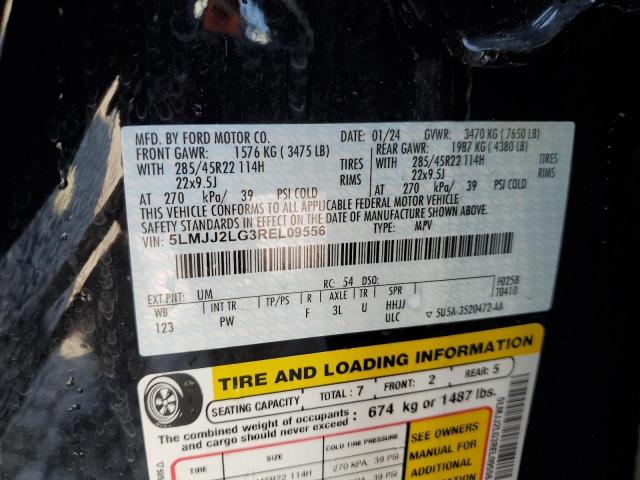 MFD. BY FORD MOTOR CO.
DATE: 01/24 GVWR: 3470 KG (7650 LB)
FRONT GAWR: 1576 KG (3475 LB)
REAR GAWR: 1987 KG (4380 LB)
WITH 285/45R22 114H TIRES
WITH 285/45R22 114H TIRES
22x9.5J RIMS
22x9.5J RIMS
AT 270 kPa/ 39 PSI COLD
AT 270 kPa/ 39 PSI COLD
THIS VEHICLE CONFORMS TO ALL APPLICABLE FEDERAL MOTOR VEHICLE
SAFETY STANDARDS IN EFFECT ON THE DATE OF MANUFACTURE SHOWN ABOVE.
VIN: 5LMJJ2LG3REL09556 TYPE: MPV
EXT PNT: UM RC: 54 DSO:
WB INT TR TP/PS R AXLE TR SPR
123 PW F 3L U HHJJ
ULC
H0258
T0410
5U5A-3520472-AA
TIRE AND LOADING INFORMATION
SEATING CAPACITY TOTAL: 7 FRONT: 2 REAR: 5
The combined weight of occupants
and cargo should never exceed : 674 kg or 1487 lbs.
TIRE SIZE COLD TIRE PRESSURE
114H 270 KPA, 39 PSI
SEE OWNERS
MANUAL FOR
ADDITIONAL